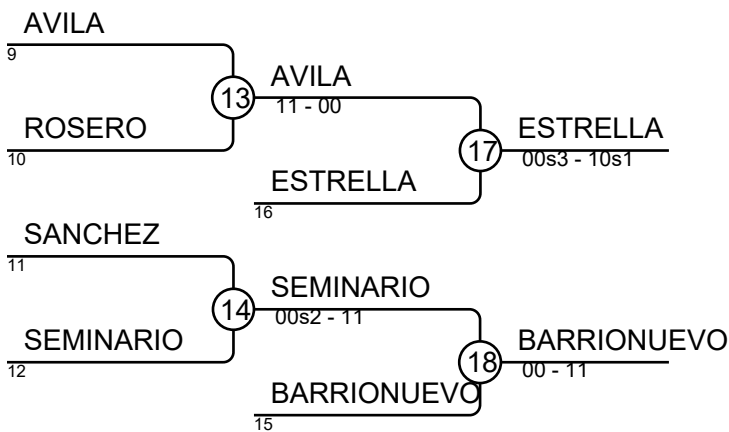 AVILA
9
13
AVILA
11 - 00
ROSERO
10
17
ESTRELLA
00s3 - 10s1
ESTRELLA
16
SANCHEZ
11
14
SEMINARIO
00s2 - 11
SEMINARIO
12
18
BARRIONUEVO
00 - 11
BARRIONUEVO
15